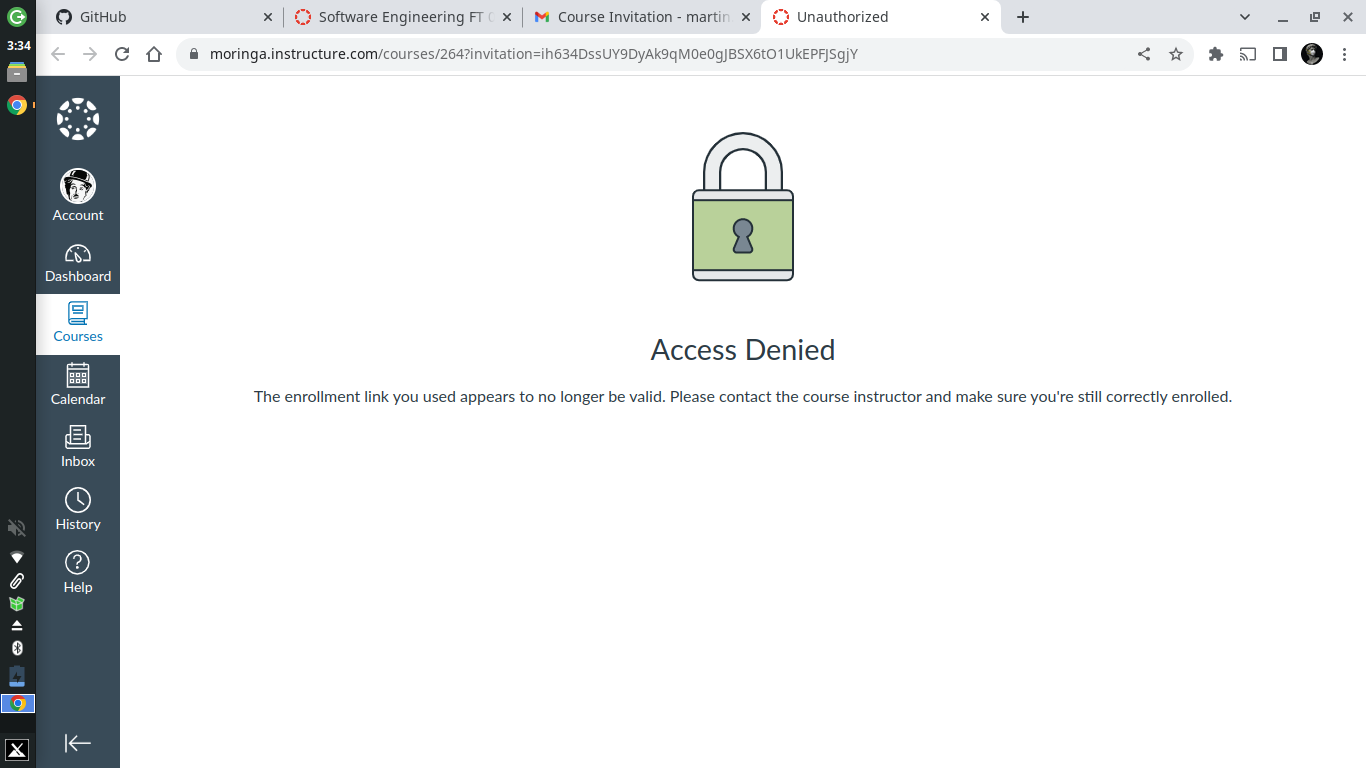 GitHub
Software Engineering FT
Course Invitation - martin
Unauthorized
3:34
moringa.instructure.com/courses/264?invitation=ih634DssUY9DyAk9qM0e0gJBSX6tO1UkEPFJSgjY
Account
Dashboard
Courses
Calendar
Inbox
History
Help
Access Denied
The enrollment link you used appears to no longer be valid. Please contact the course instructor and make sure you're still correctly enrolled.